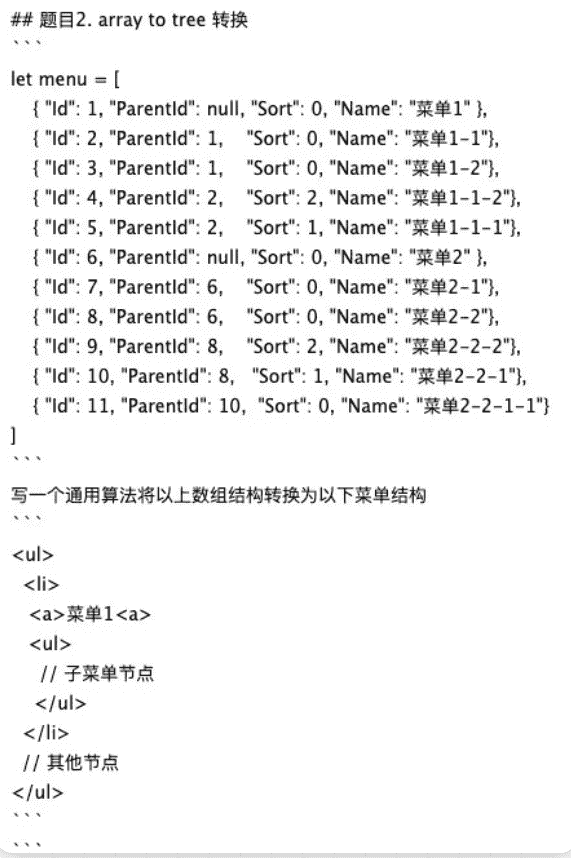 ## 题目2. array to tree 转换
```
let menu = [
{ "Id": 1, "ParentId": null, "Sort": 0, "Name": "菜单1" },
{ "Id": 2, "ParentId": 1, "Sort": 0, "Name": "菜单1-1"},
{ "Id": 3, "ParentId": 1, "Sort": 0, "Name": "菜单1-2"},
{ "Id": 4, "ParentId": 2, "Sort": 2, "Name": "菜单1-1-2"},
{ "Id": 5, "ParentId": 2, "Sort": 1, "Name": "菜单1-1-1"},
{ "Id": 6, "ParentId": null, "Sort": 0, "Name": "菜单2" },
{ "Id": 7, "ParentId": 6, "Sort": 0, "Name": "菜单2-1"},
{ "Id": 8, "ParentId": 6, "Sort": 0, "Name": "菜单2-2"},
{ "Id": 9, "ParentId": 8, "Sort": 2, "Name": "菜单2-2-2"},
{ "Id": 10, "ParentId": 8, "Sort": 1, "Name": "菜单2-2-1"},
{ "Id": 11, "ParentId": 10, "Sort": 0, "Name": "菜单2-2-1-1"}
]
```
写一个通用算法将以上数组结构转换为以下菜单结构
```
<ul>
<li>
<a>菜单1<a>
<ul>
// 子菜单节点
</ul>
</li>
// 其他节点
</ul>
```
```